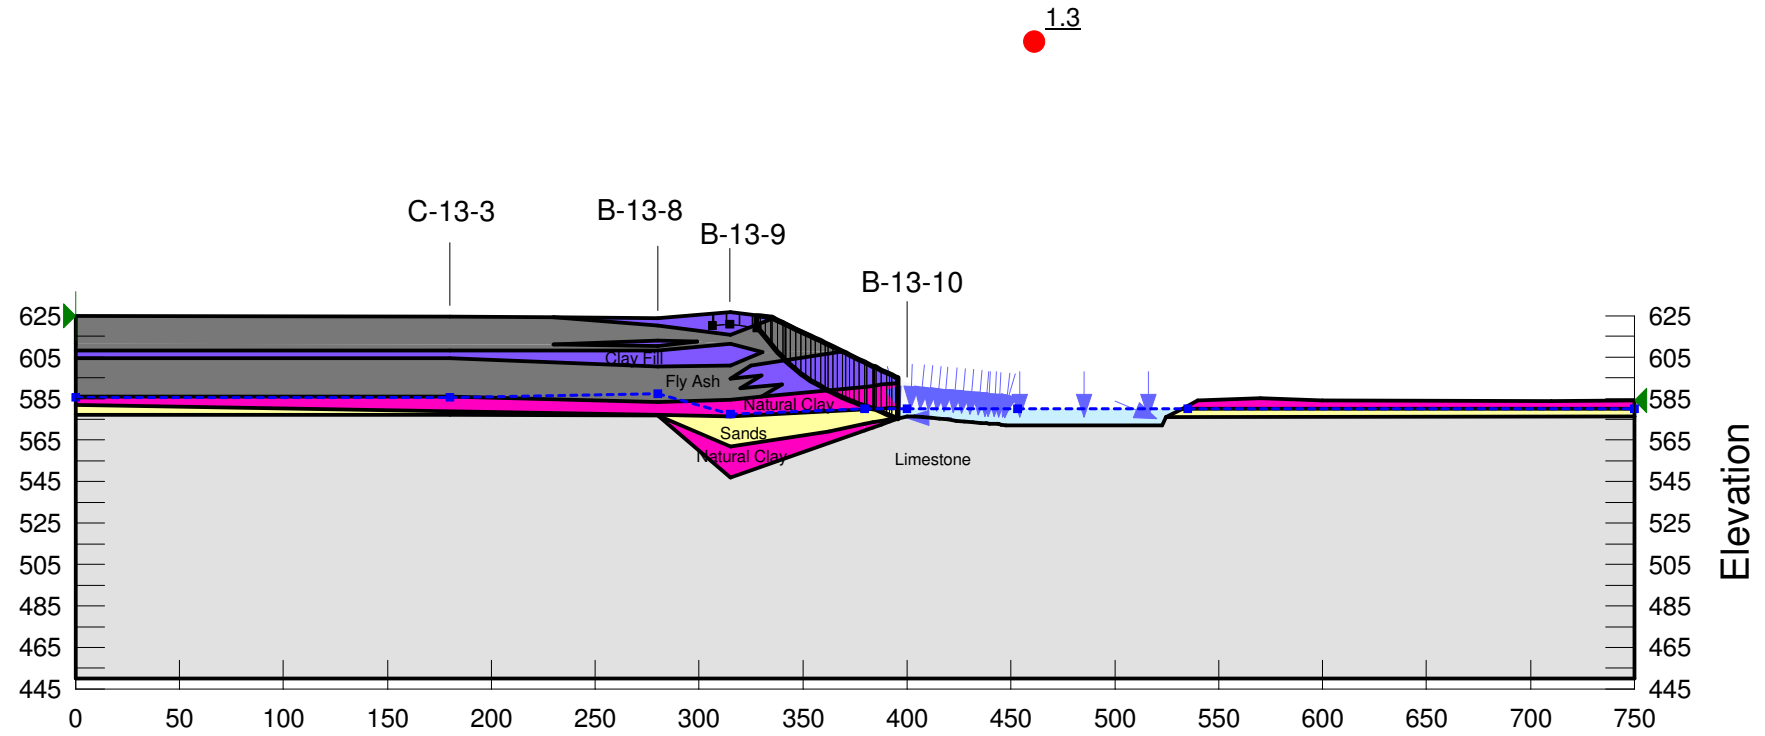 1.3
C-13-3
B-13-8
B-13-9
B-13-10
625
605
585
565
545
525
505
485
465
445
Clay Fill
Fly Ash
Natural Clay
Sands
Natural Clay
Limestone
625
605
585
565
545
525
505
485
465
445
Elevation
0 50 100 150 200 250 300 350 400 450 500 550 600 650 700 750